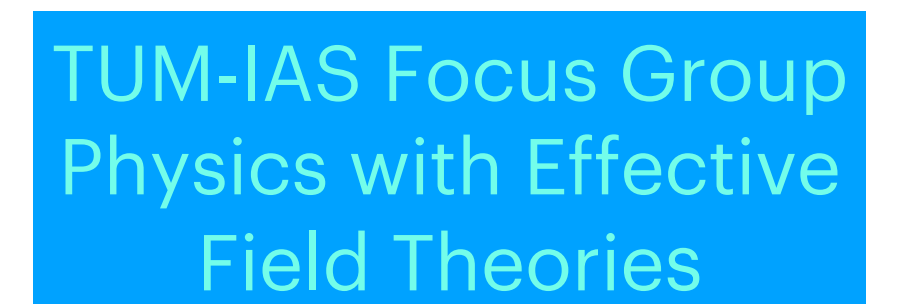 TUM-IAS Focus Group
Physics with Effective
Field Theories